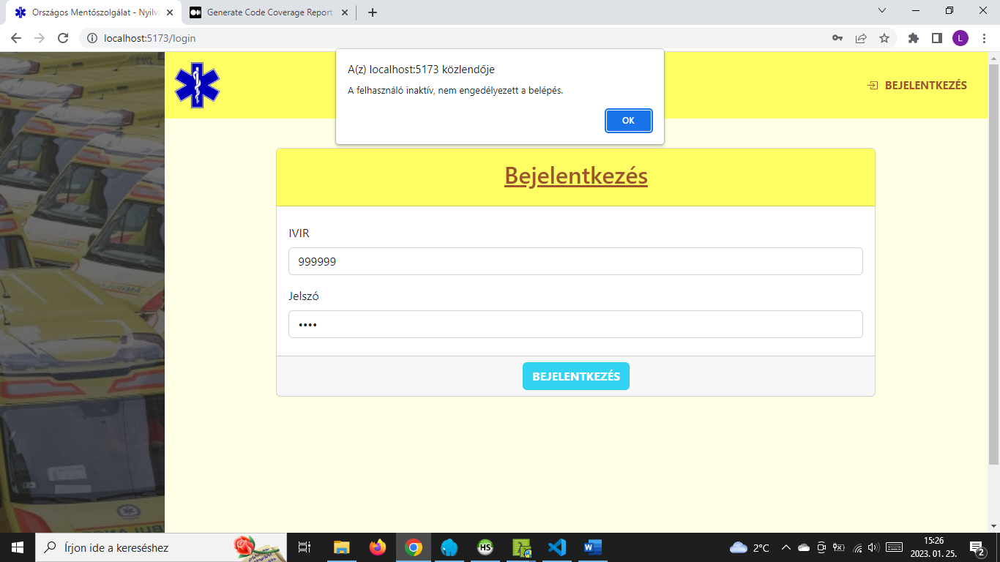 Országos Mentőszolgálat - Nyilv
Generate Code Coverage Report
localhost:5173/login
L
A(z) localhost:5173 közlendője
A felhasználó inaktív, nem engedélyezett a belépés.
OK
BEJELENTKEZÉS
Bejelentkezés
IVIR
999999
Jelszó
••••
BEJELENTKEZÉS
Írjon ide a kereséshez
HS
W
2°C
15:26
2023. 01. 25.
2